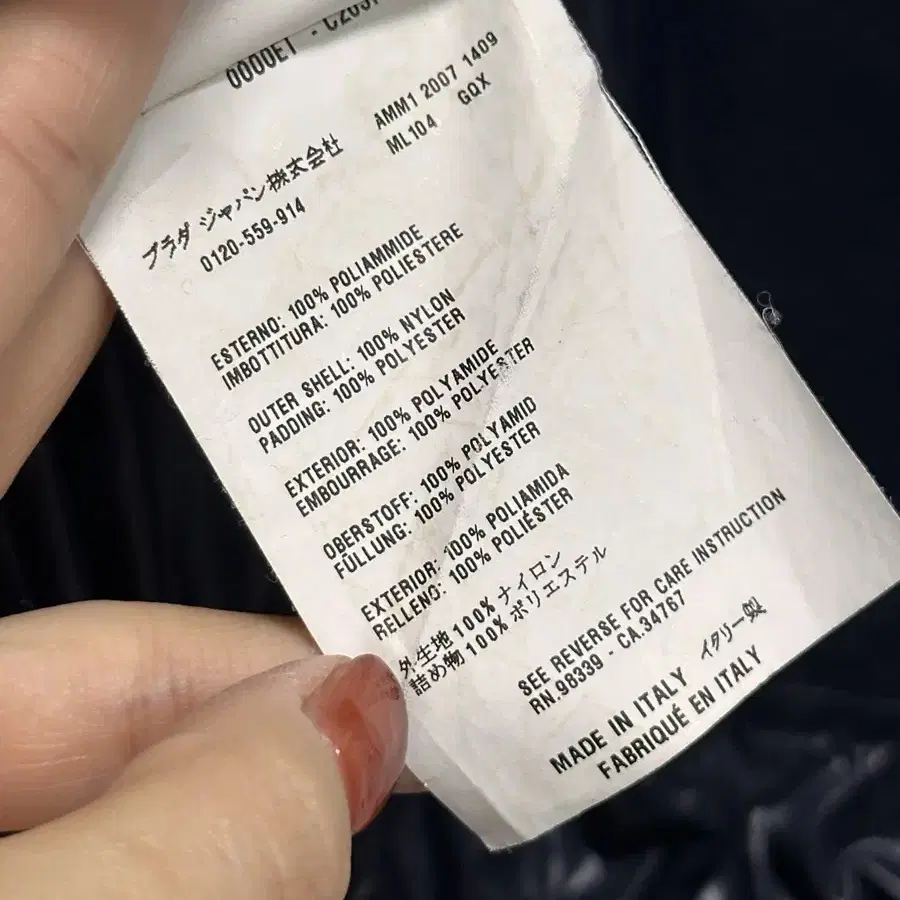 0000ET - C203
AMM1 2007 1409
ML104 GQX
プラダ ジャパン株式会社
0120-559-914
ESTERNO: 100% POLIAMMIDE
IMBOTTITURA: 100% POLIESTERE
OUTER SHELL: 100% NYLON
PADDING: 100% POLYESTER
EXTERIOR: 100% POLYAMIDE
EMBOURRAGE: 100% POLYESTER
OBERSTOFF: 100% POLYAMID
FÜLLUNG: 100% POLYESTER
EXTERIOR: 100% POLIAMIDA
RELLENO: 100% POLIÉSTER
外生地 100% ナイロン
詰め物 100% ポリエステル
SEE REVERSE FOR CARE INSTRUCTION
RN.98339 - CA.34767
MADE IN ITALY イタリー製
FABRIQUÉ EN ITALY